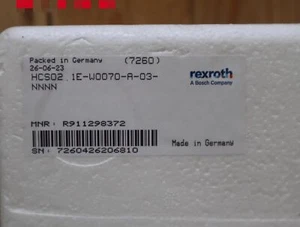 Packed in Germany (7260)
26-06-23
HCS02.1E-W0070-A-03-
NNNN
rexroth
A Bosch Company
MNR: R911298372
SN: 7260426206810
Made in Germany